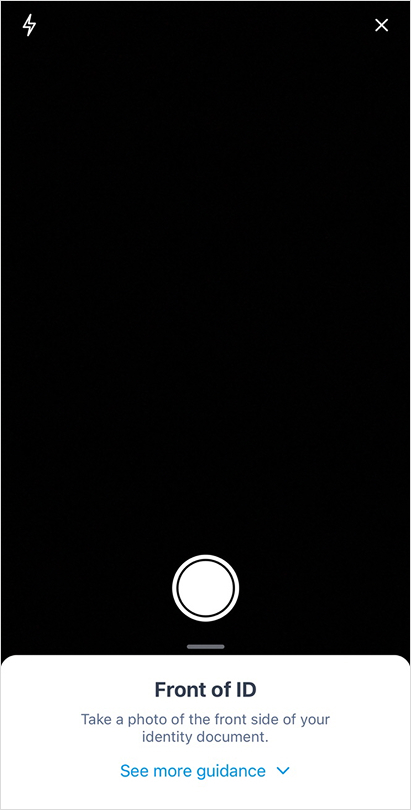 Front of ID
Take a photo of the front side of your
identity document.
See more guidance